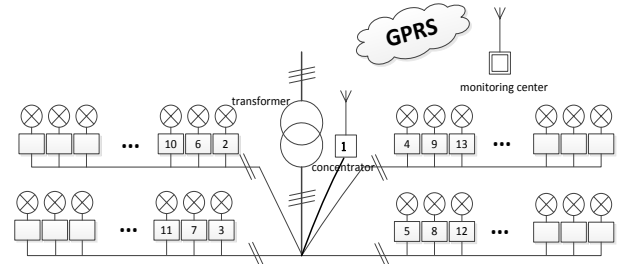 GPRS
monitoring center
transformer
1
concentrator
... 10 6 2
4 9 13 ...
... 11 7 3
5 8 12 ...